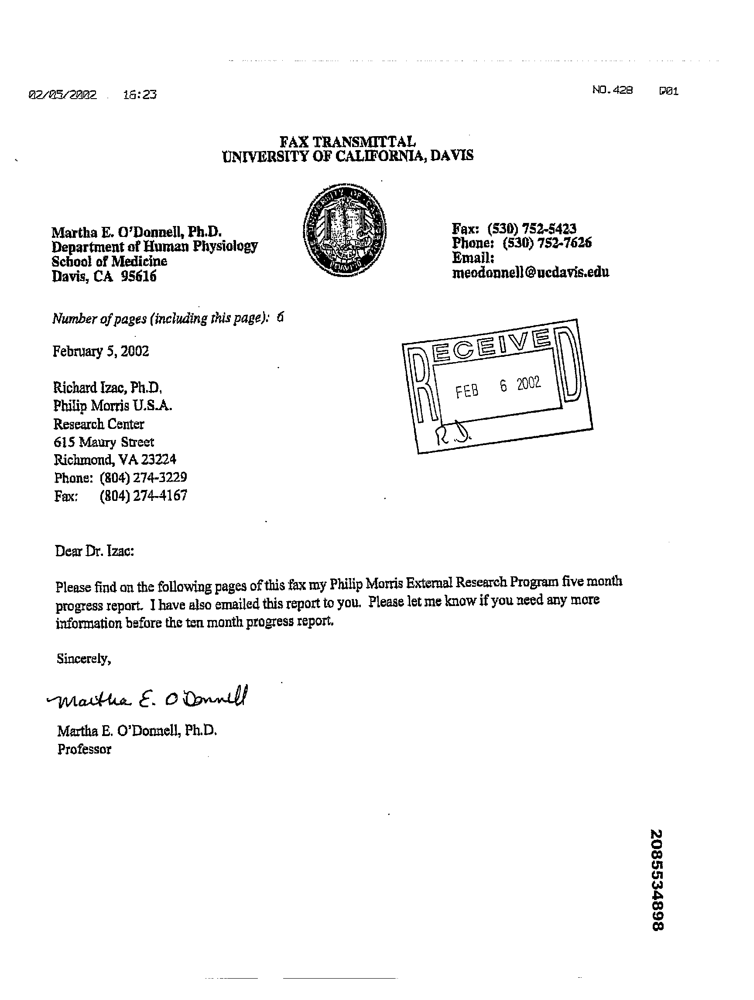 02/05/2002 16:23
NO.428 P01
FAX TRANSMITTAL
UNIVERSITY OF CALIFORNIA, DAVIS
Martha E. O'Donnell, Ph.D.
Department of Human Physiology
School of Medicine
Davis, CA 95616
Fax: (530) 752-5423
Phone: (530) 752-7626
Email:
meodonnell@ucdavis.edu
Number of pages (including this page): 6
February 5, 2002
RECEIVED
FEB 6 2002
R.J.
Richard Izac, Ph.D,
Philip Morris U.S.A.
Research Center
615 Maury Street
Richmond, VA 23224
Phone: (804) 274-3229
Fax: (804) 274-4167
Dear Dr. Izac:
Please find on the following pages of this fax my Philip Morris External Research Program five month
progress report. I have also emailed this report to you. Please let me know if you need any more
information before the ten month progress report.
Sincerely,
Martha E. O'Donnell
Martha E. O'Donnell, Ph.D.
Professor
2085534898